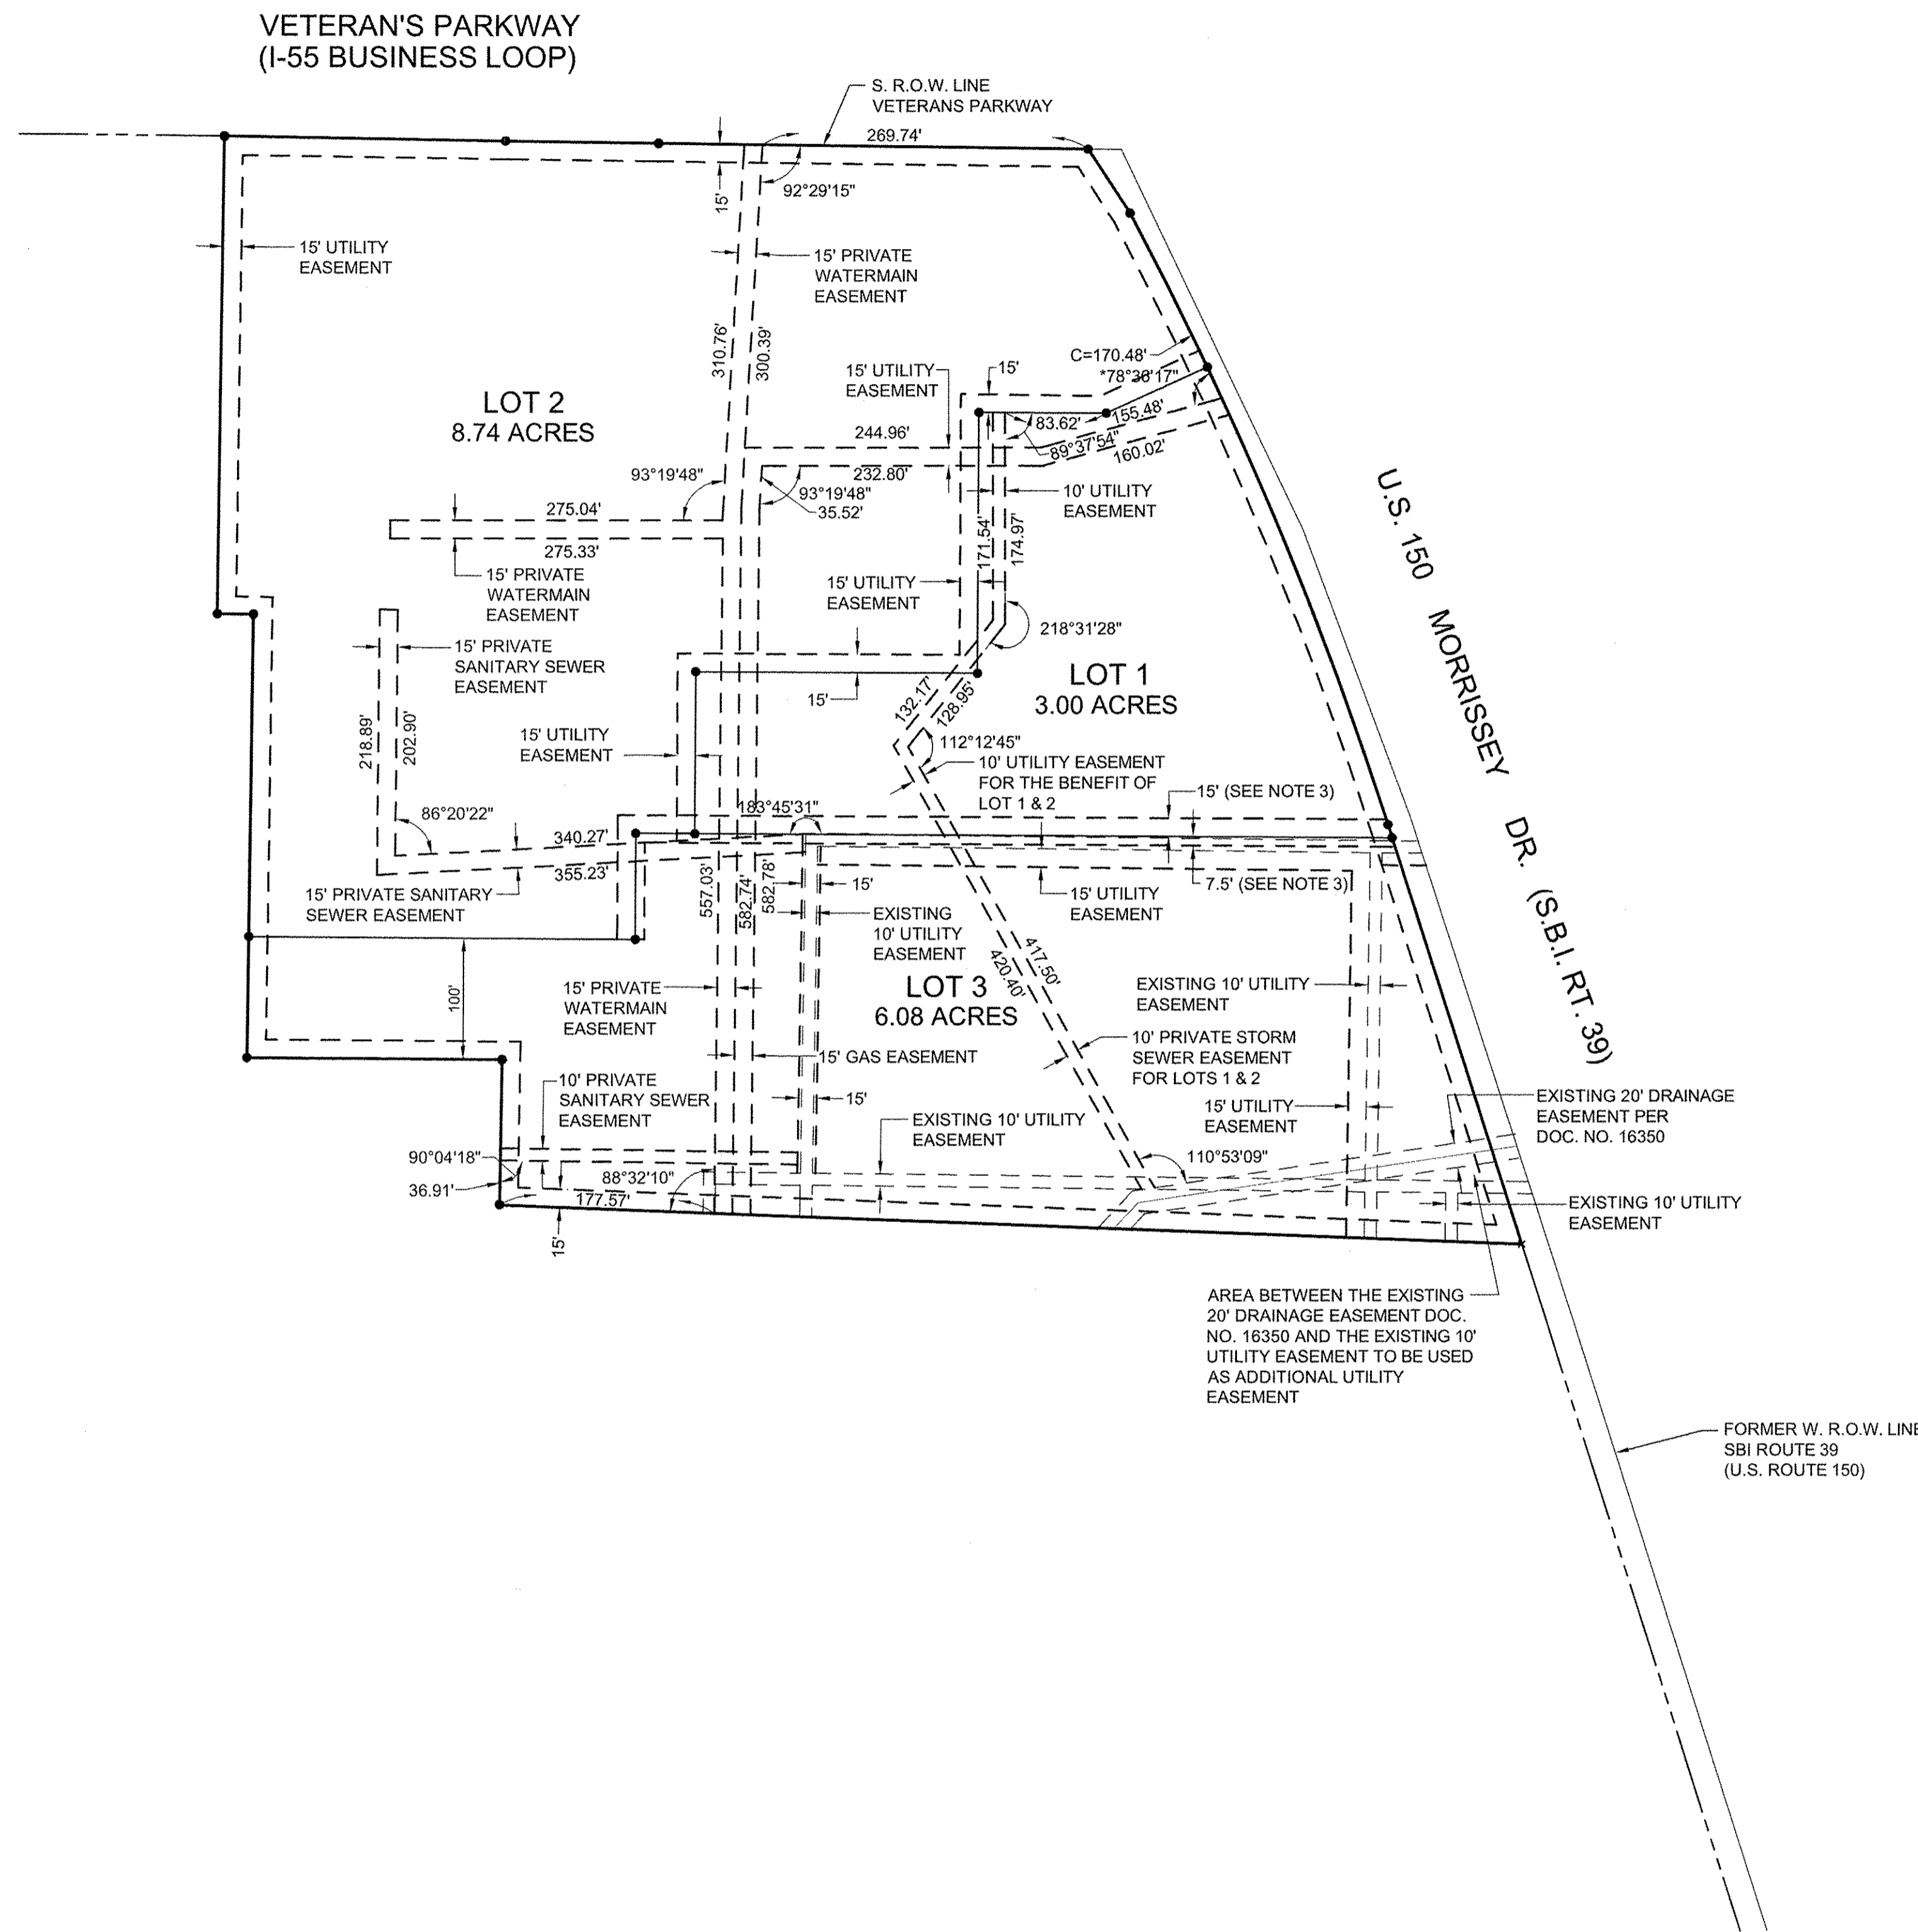 VETERAN'S PARKWAY
(I-55 BUSINESS LOOP)
S. R.O.W. LINE
VETERANS PARKWAY
269.74'
92°29'15"
15'
15' UTILITY
EASEMENT
15' PRIVATE
WATERMAIN
EASEMENT
310.76'
300.39'
C=170.48'
*78°36'17"
15' UTILITY
EASEMENT
15'
LOT 2
8.74 ACRES
83.62'
155.48'
244.96'
89°37'54"
160.02'
93°19'48"
232.80'
93°19'48"
35.52'
10' UTILITY
EASEMENT
275.04'
275.33'
171.54'
174.97'
15' PRIVATE
WATERMAIN
EASEMENT
15' UTILITY
EASEMENT
U.S. 150 MORRISSEY DR. (S.B.I. RT. 39)
218°31'28"
15' PRIVATE
SANITARY SEWER
EASEMENT
LOT 1
3.00 ACRES
15'
132.17'
128.95'
218.89'
202.90'
15' UTILITY
EASEMENT
112°12'45"
10' UTILITY EASEMENT
FOR THE BENEFIT OF
LOT 1 & 2
15' (SEE NOTE 3)
183°45'31"
86°20'22"
340.27'
355.23'
15' PRIVATE SANITARY
SEWER EASEMENT
557.03'
582.74'
582.78'
15'
7.5' (SEE NOTE 3)
15' UTILITY
EASEMENT
EXISTING
10' UTILITY
EASEMENT
417.50'
420.40'
100'
15' PRIVATE
WATERMAIN
EASEMENT
LOT 3
6.08 ACRES
EXISTING 10' UTILITY
EASEMENT
15' GAS EASEMENT
10' PRIVATE STORM
SEWER EASEMENT
FOR LOTS 1 & 2
10' PRIVATE
SANITARY SEWER
EASEMENT
15'
EXISTING 10' UTILITY
EASEMENT
15' UTILITY
EASEMENT
EXISTING 20' DRAINAGE
EASEMENT PER
DOC. NO. 16350
90°04'18"
36.91'
88°32'10"
177.57'
110°53'09"
15'
EXISTING 10' UTILITY
EASEMENT
AREA BETWEEN THE EXISTING
20' DRAINAGE EASEMENT DOC.
NO. 16350 AND THE EXISTING 10'
UTILITY EASEMENT TO BE USED
AS ADDITIONAL UTILITY
EASEMENT
FORMER W. R.O.W. LINE
SBI ROUTE 39
(U.S. ROUTE 150)